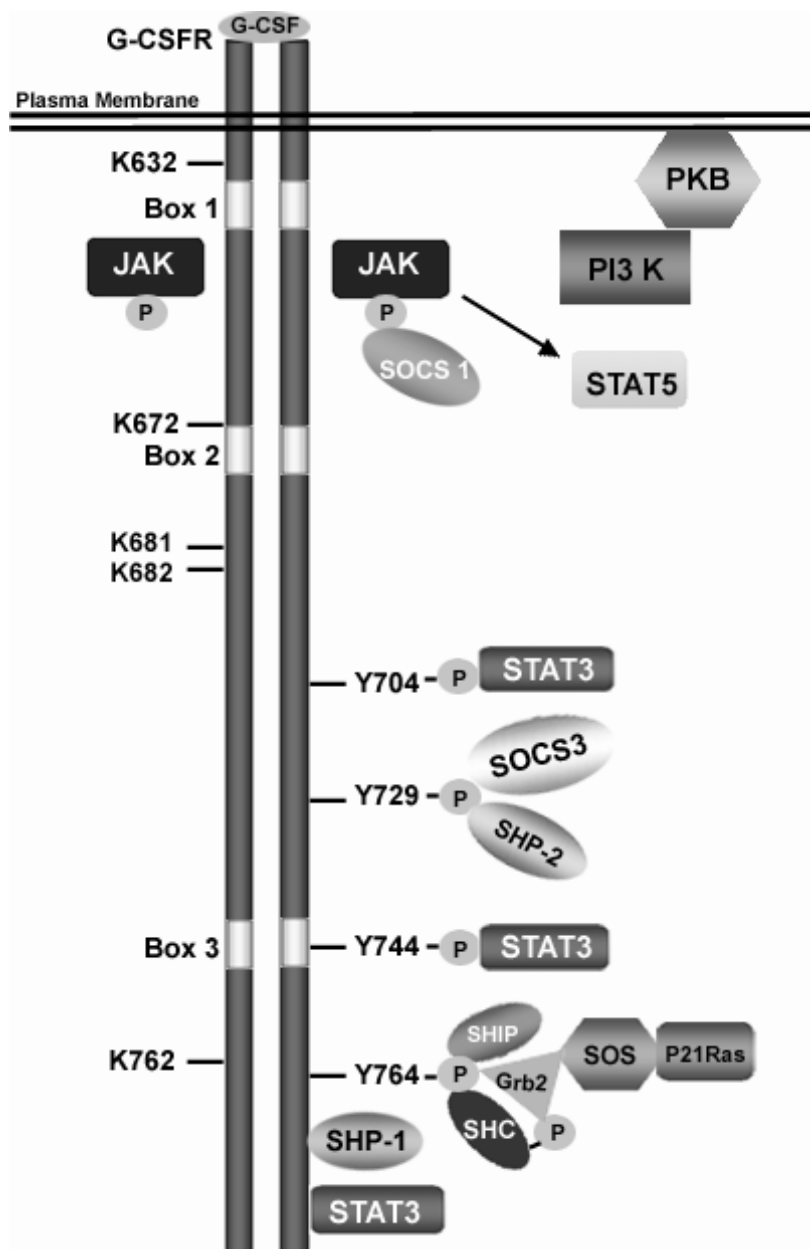 G-CSF
G-CSFR
Plasma Membrane
K632
PKB
Box 1
JAK
JAK
PI3 K
P
P
SOCS 1
STAT5
K672
Box 2
K681
K682
Y704
P
STAT3
SOCS3
Y729
P
SHP-2
Box 3
Y744
P
STAT3
SHIP
K762
Y764
P
Grb2
SOS
P21Ras
SHC
P
SHP-1
STAT3